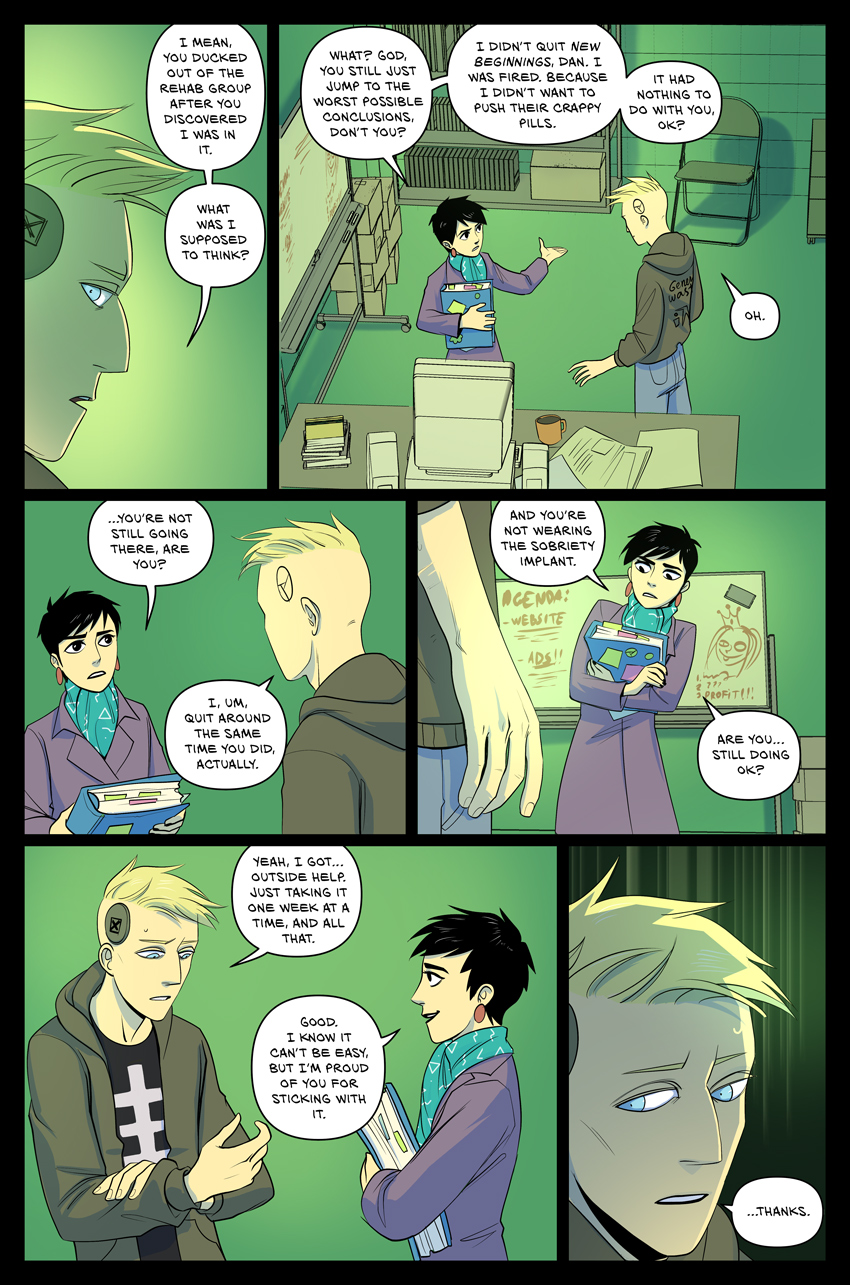 I MEAN,
YOU DUCKED
OUT OF THE
REHAB GROUP
AFTER YOU
DISCOVERED
I WAS IN
IT.
WHAT
WAS I
SUPPOSED
TO THINK?
WHAT? GOD,
YOU STILL JUST
JUMP TO THE
WORST POSSIBLE
CONCLUSIONS,
DON'T YOU?
I DIDN'T QUIT NEW
BEGINNINGS, DAN. I
WAS FIRED. BECAUSE
I DIDN'T WANT TO
PUSH THEIR CRAPPY
PILLS.
IT HAD
NOTHING TO
DO WITH YOU,
OK?
OH.
...YOU'RE NOT
STILL GOING
THERE, ARE
YOU?
I, UM,
QUIT AROUND
THE SAME
TIME YOU DID,
ACTUALLY.
AND YOU'RE
NOT WEARING
THE SOBRIETY
IMPLANT.
AGENDA:
-WEBSITE
- ADS!!
3 PROFIT!!!
ARE YOU...
STILL DOING
OK?
YEAH, I GOT...
OUTSIDE HELP.
JUST TAKING IT
ONE WEEK AT A
TIME, AND ALL
THAT.
GOOD.
I KNOW IT
CAN'T BE EASY,
BUT I'M PROUD
OF YOU FOR
STICKING WITH
IT.
...THANKS.